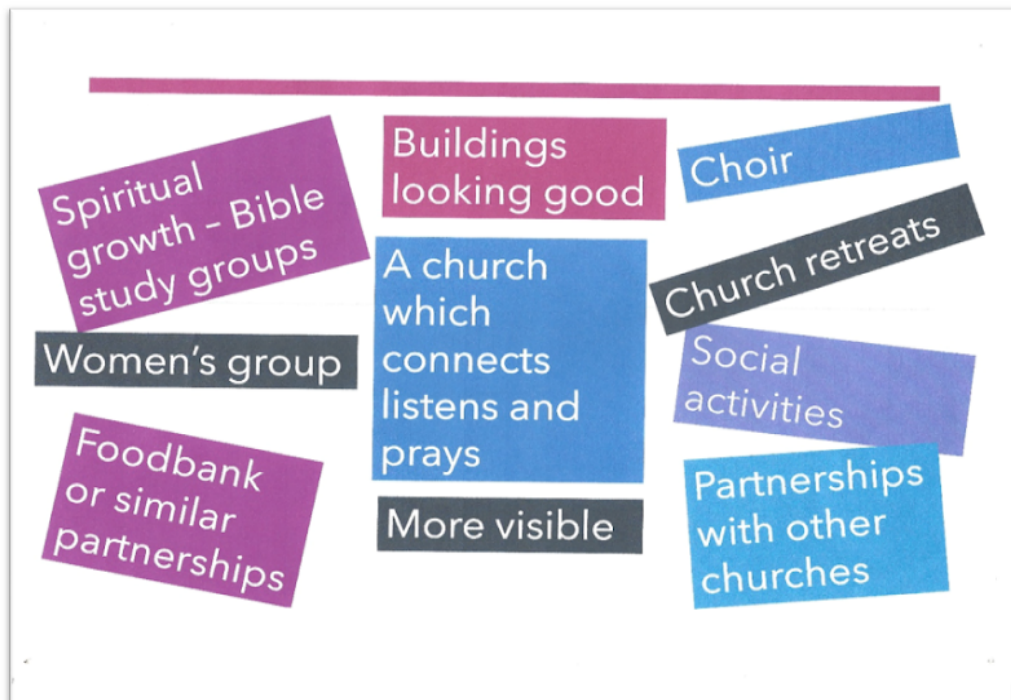 Spiritual
growth – Bible
study groups
Women's group
Foodbank
or similar
partnerships
Buildings
looking good
A church
which
connects
listens and
prays
More visible
Choir
Church retreats
Social
activities
Partnerships
with other
churches